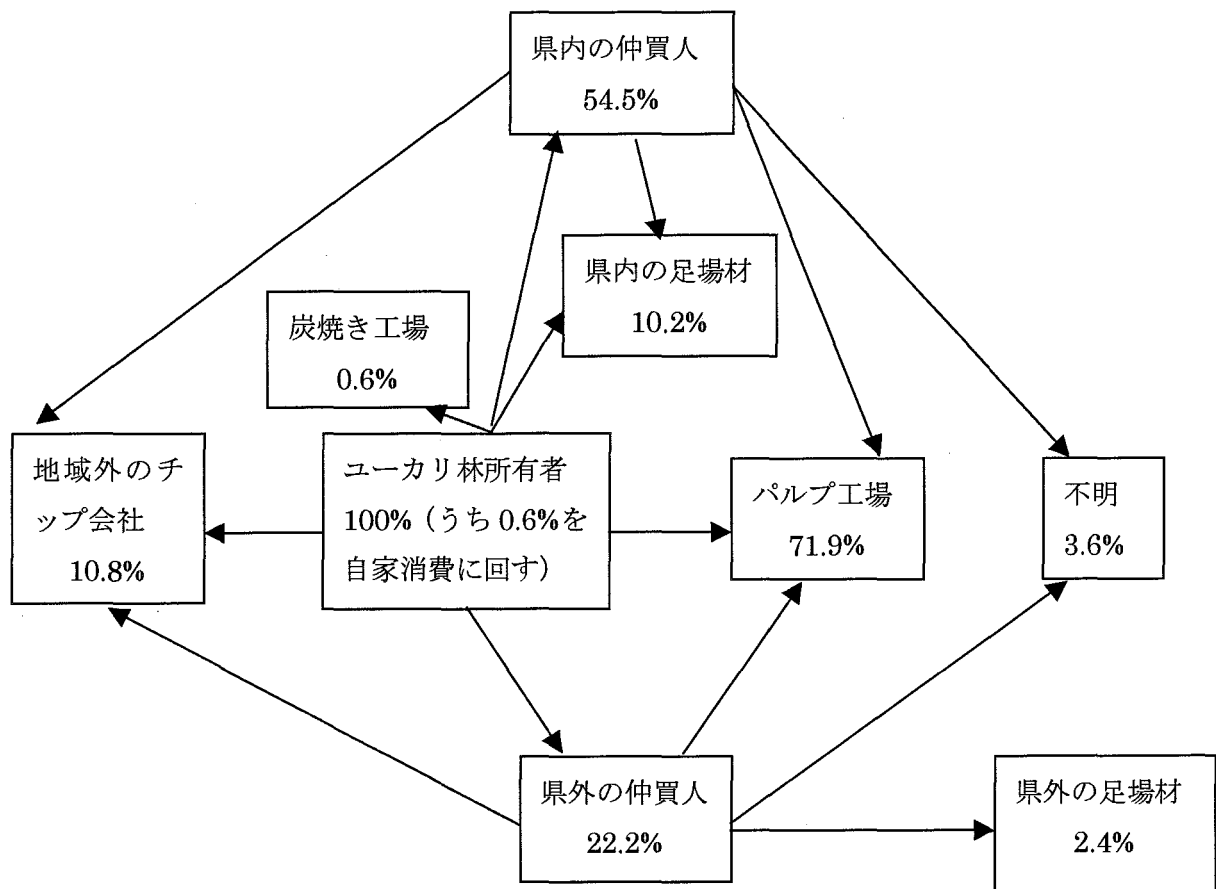 県内の仲買人
54.5%
県内の足場材
10.2%
炭焼き工場
0.6%
地域外のチ
ップ会社
10.8%
ユーカリ林所有者
100%（うち 0.6%を
自家消費に回す）
パルプ工場
71.9%
不明
3.6%
県外の仲買人
22.2%
県外の足場材
2.4%